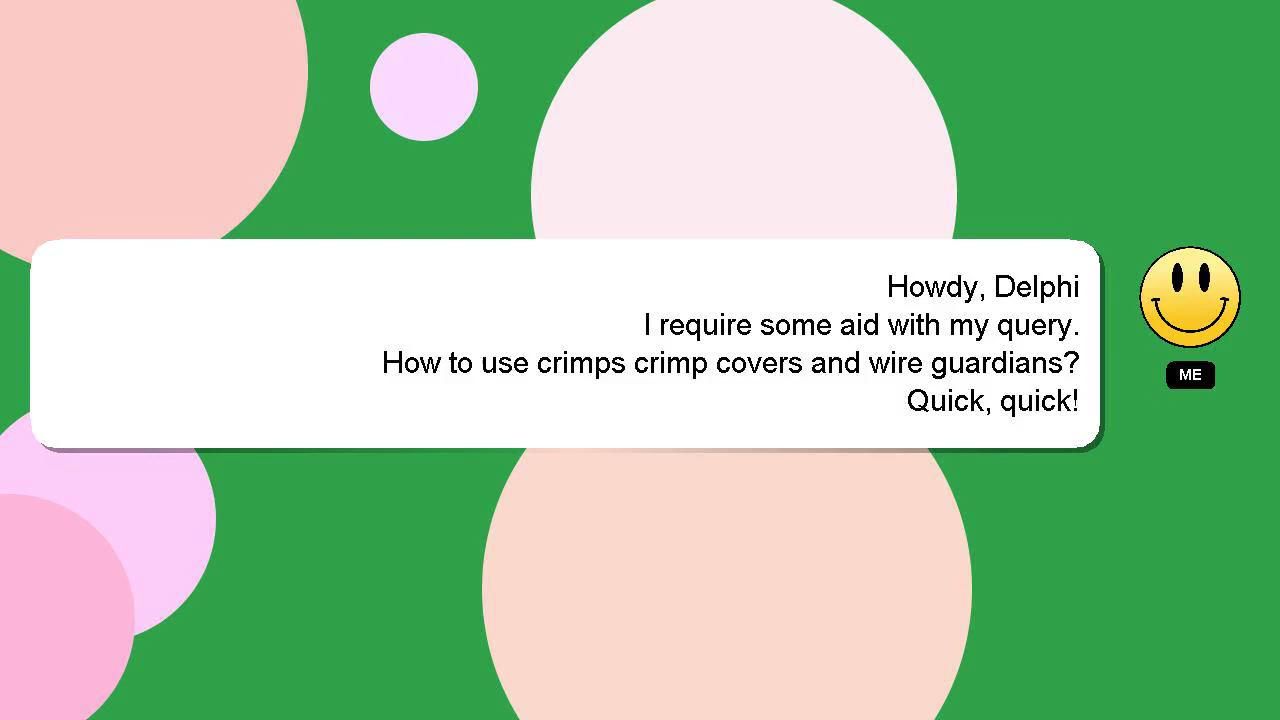 Howdy, Delphi
I require some aid with my query.
How to use crimps crimp covers and wire guardians?
Quick, quick!
ME